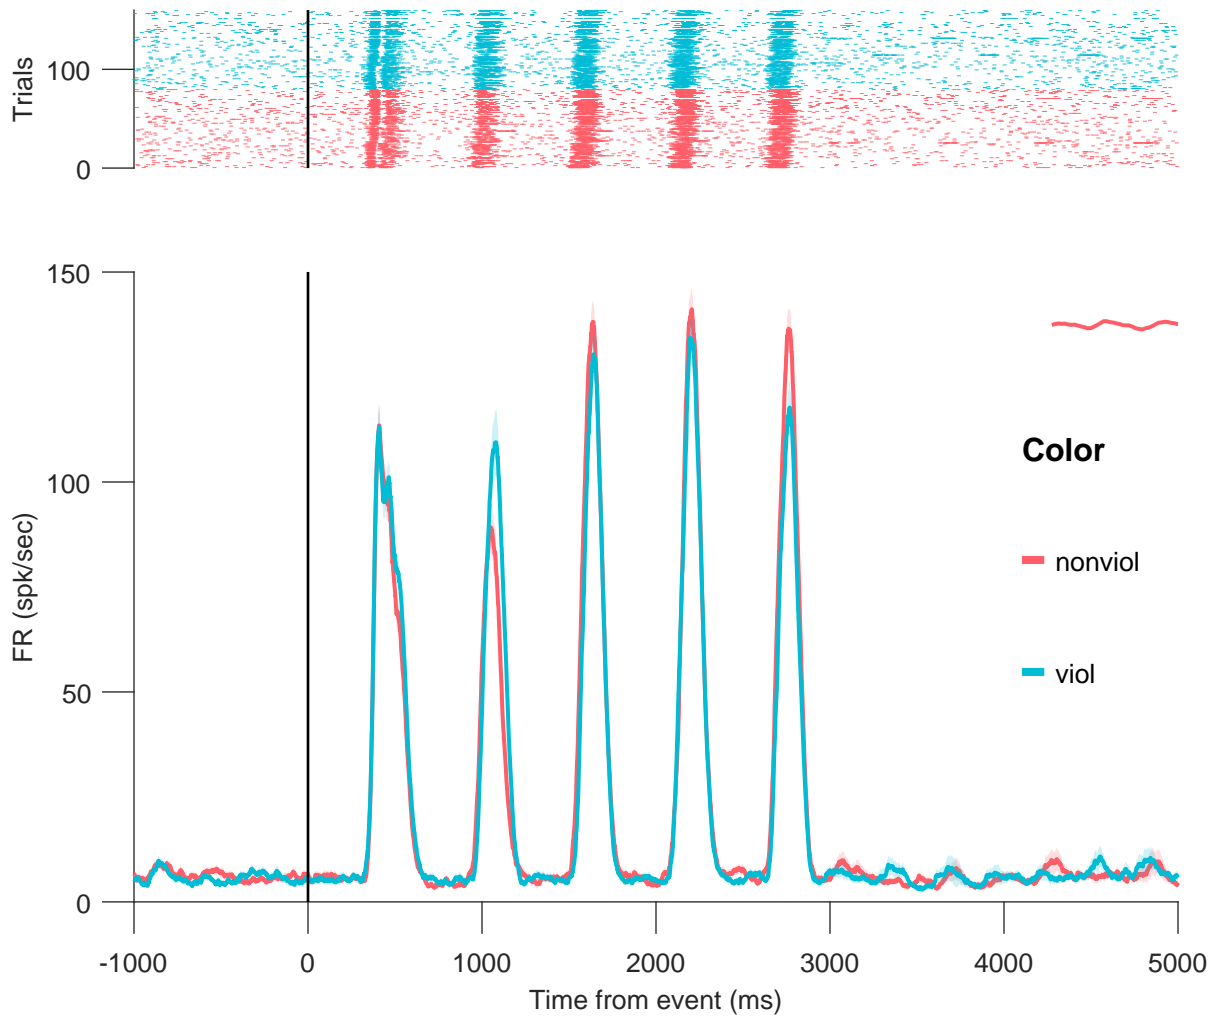 Trials
100
0
150
100
50
0
FR (spk/sec)
Color
nonviol
viol
-1000 0 1000 2000 3000 4000 5000
Time from event (ms)